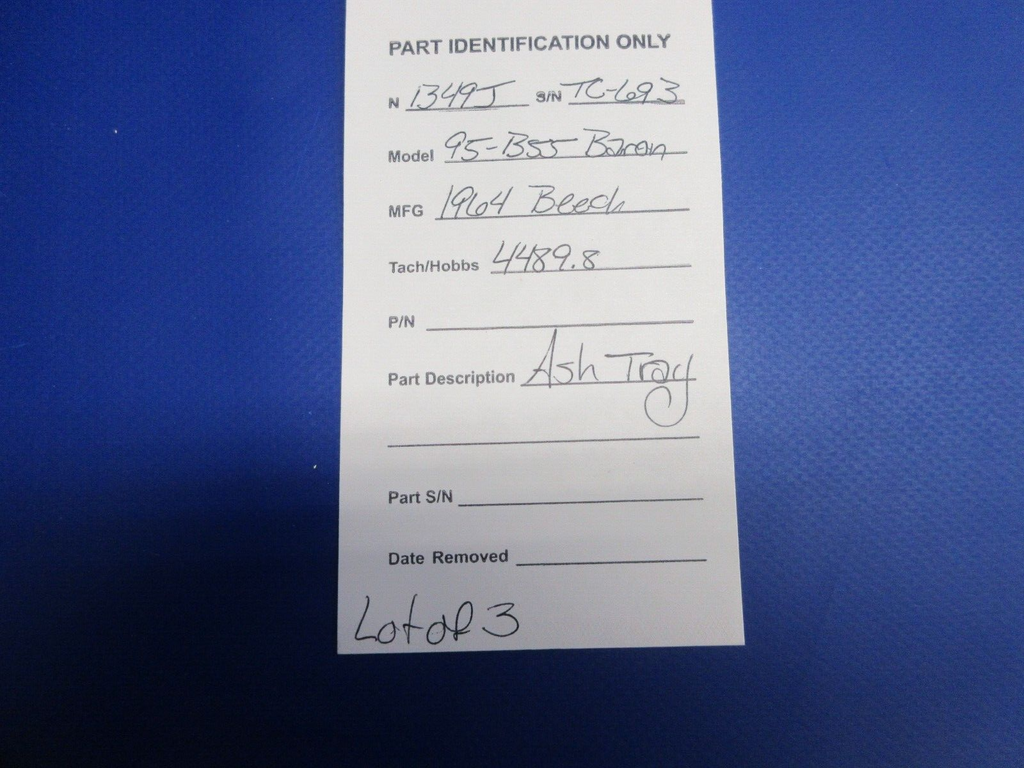 PART IDENTIFICATION ONLY
N 1349J S/N TC-693
Model 95-B55 Baron
MFG 1964 Beech
Tach/Hobbs 4489.8
P/N
Part Description Ash Tray
Part S/N
Date Removed
Lot of 3